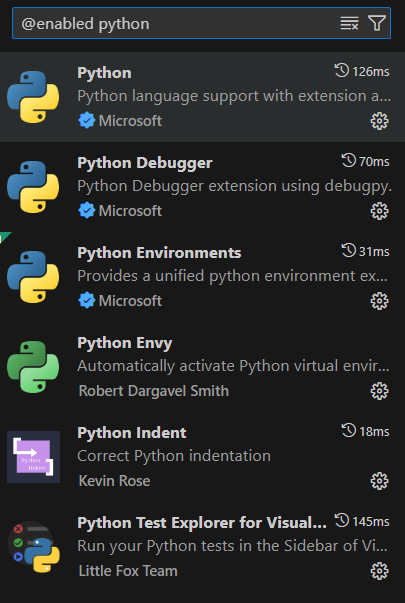 @enabled python
Python 126ms
Python language support with extension a...
Microsoft
Python Debugger 70ms
Python Debugger extension using debugpy.
Microsoft
Python Environments 31ms
Provides a unified python environment ex...
Microsoft
Python Envy
Automatically activate Python virtual envir...
Robert Dargavel Smith
Python Indent 18ms
Python
Indent
Correct Python indentation
Kevin Rose
Python Test Explorer for Visual... 145ms
Run your Python tests in the Sidebar of Vi...
Little Fox Team